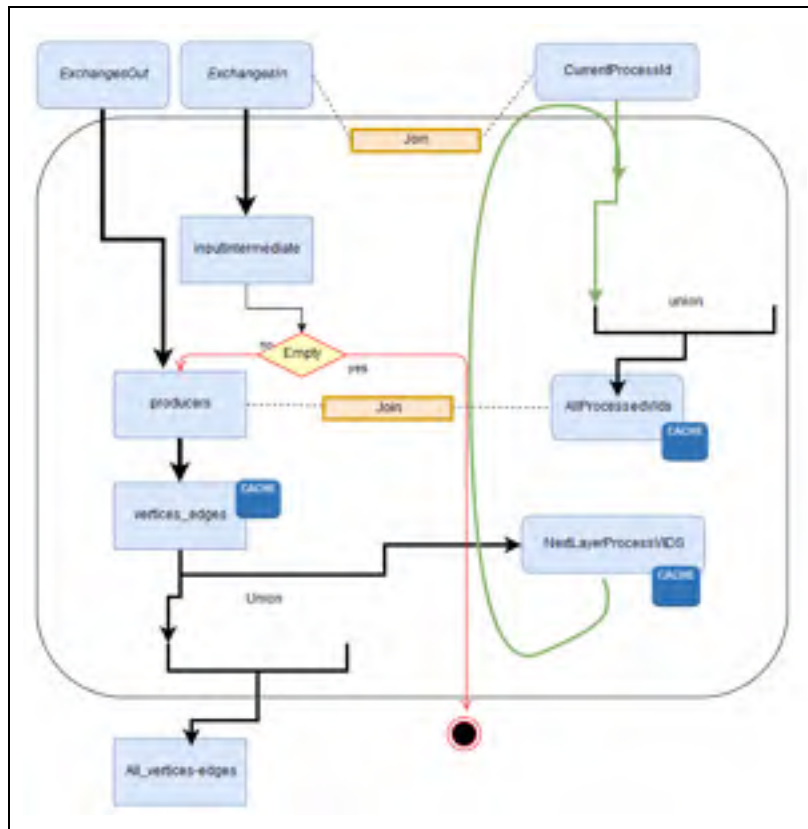 ExchangesOut
ExchangesIn
CurrentProcessId
Join
inputIntermediate
union
no
Empty
yes
producers
Join
AllProcessedVids
CACHE
vertices_edges
CACHE
NextLayerProcessVIDS
CACHE
Union
All_vertices-edges